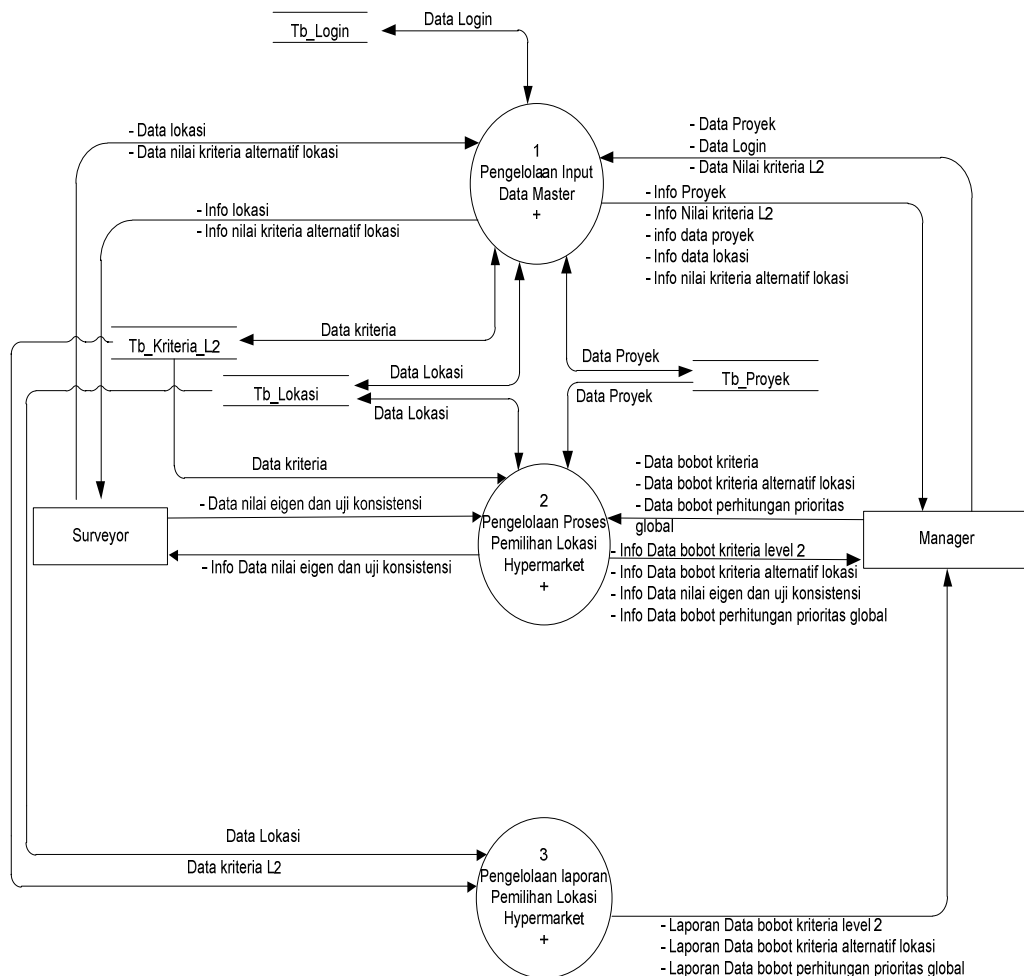 Data Login
Tb_Login
- Data lokasi
- Data nilai kriteria alternatif lokasi
1
Pengelolaan Input
Data Master
+
- Data Proyek
- Data Login
- Data Nilai kriteria L2
- Info lokasi
- Info nilai kriteria alternatif lokasi
- Info Proyek
- Info Nilai kriteria L2
- info data proyek
- Info data lokasi
- Info nilai kriteria alternatif lokasi
Data kriteria
Tb_Kriteria_L2
Data Lokasi
Tb_Lokasi
Data Lokasi
Data Proyek
Tb_Proyek
Data Proyek
Data kriteria
- Data nilai eigen dan uji konsistensi
Surveyor
- Info Data nilai eigen dan uji konsistensi
2
Pengelolaan Proses
Pemilihan Lokasi
Hypermarket
+
- Data bobot kriteria
- Data bobot kriteria alternatif lokasi
- Data bobot perhitungan prioritas
global
Manager
- Info Data bobot kriteria level 2
- Info Data bobot kriteria alternatif lokasi
- Info Data nilai eigen dan uji konsistensi
- Info Data bobot perhitungan prioritas global
Data Lokasi
Data kriteria L2
3
Pengelolaan laporan
Pemilihan Lokasi
Hypermarket
+
- Laporan Data bobot kriteria level 2
- Laporan Data bobot kriteria alternatif lokasi
- Laporan Data bobot perhitungan prioritas global